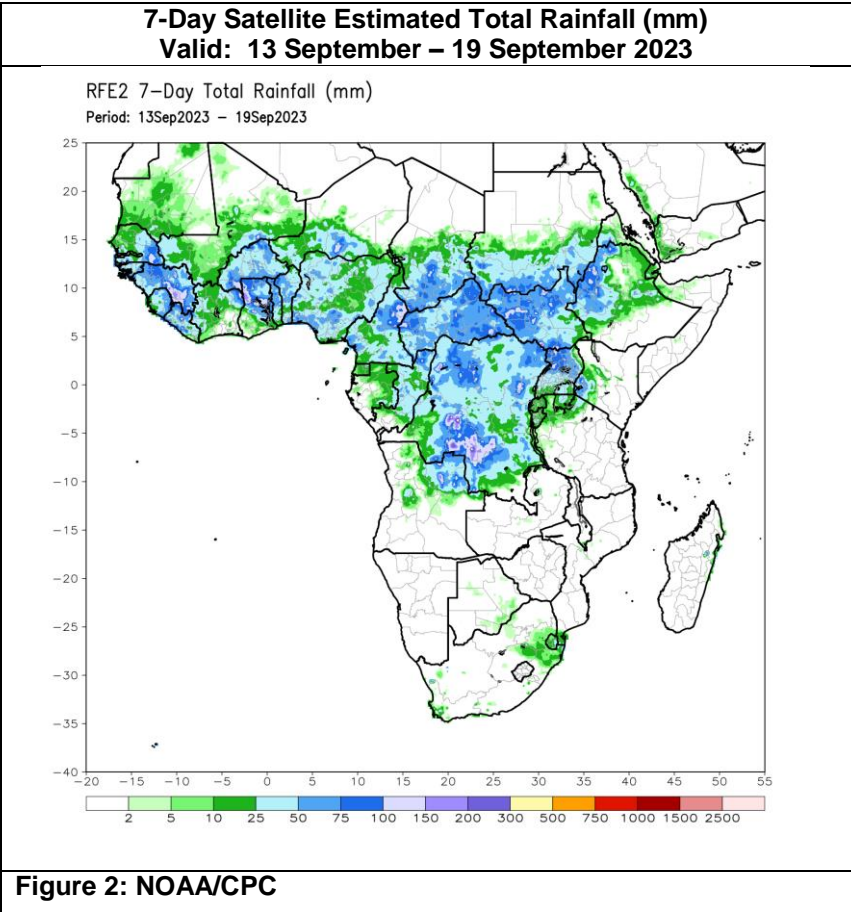 7-Day Satellite Estimated Total Rainfall (mm)
Valid: 13 September – 19 September 2023
RFE2 7-Day Total Rainfall (mm)
Period: 13Sep2023 - 19Sep2023
25
20
15
10
5
0
-5
-10
-15
-20
-25
-30
-35
-40
-20 -15 -10 -5 0 5 10 15 20 25 30 35 40 45 50 55
2 5 10 25 50 75 100 150 200 300 500 750 1000 1500 2500
Figure 2: NOAA/CPC